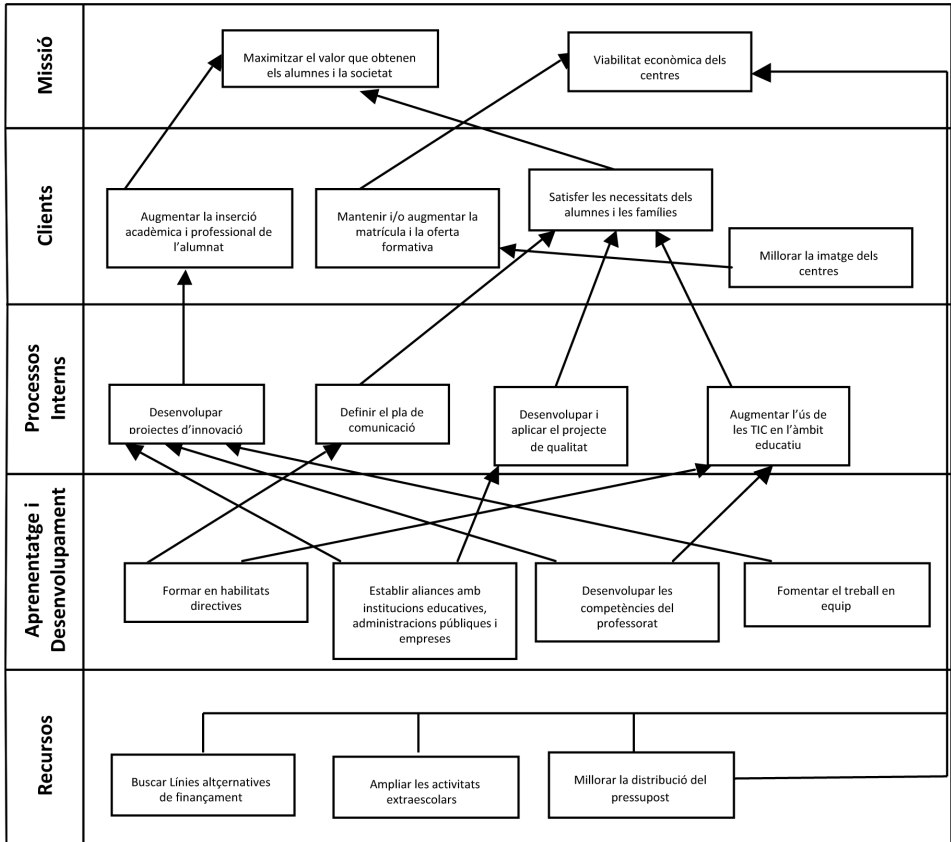 Missió
Maximitzar el valor que obtenen
els alumnes i la societat
Viabilitat econòmica dels
centres
Clients
Augmentar la inserció
acadèmica i professional de
l'alumnat
Mantenir i/o augmentar la
matrícula i la oferta
formativa
Satisfer les necessitats dels
alumnes i les famílies
Millorar la imatge dels
centres
Processos
Interns
Desenvolupar
projectes d'innovació
Definir el pla de
comunicació
Desenvolupar i
aplicar el projecte
de qualitat
Augmentar l'ús de
les TIC en l'àmbit
educatiu
Aprenentatge i
Desenvolupament
Formar en habilitats
directives
Establir aliances amb
institucions educatives,
administracions públiques i
empreses
Desenvolupar les
competències del
professorat
Fomentar el treball en
equip
Recursos
Buscar Línies altçernatives
de finançament
Ampliar les activitats
extraescolars
Millorar la distribució del
pressupost